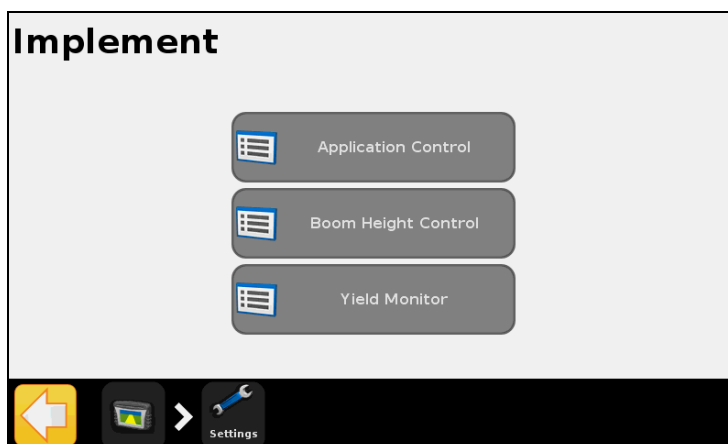 Implement
Application Control
Boom Height Control
Yield Monitor
Settings